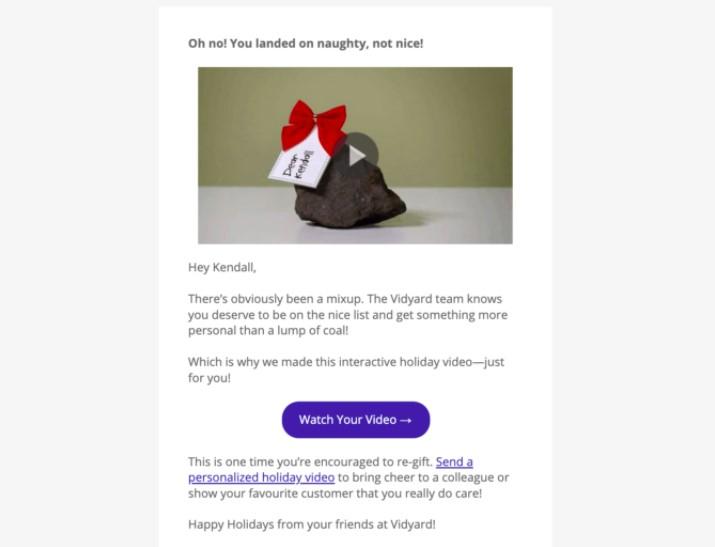 Oh no! You landed on naughty, not nice!
Dear
Kendall
Hey Kendall,
There's obviously been a mixup. The Vidyard team knows
you deserve to be on the nice list and get something more
personal than a lump of coal!
Which is why we made this interactive holiday video—just
for you!
Watch Your Video →
This is one time you're encouraged to re-gift. Send a
personalized holiday video to bring cheer to a colleague or
show your favourite customer that you really do care!
Happy Holidays from your friends at Vidyard!